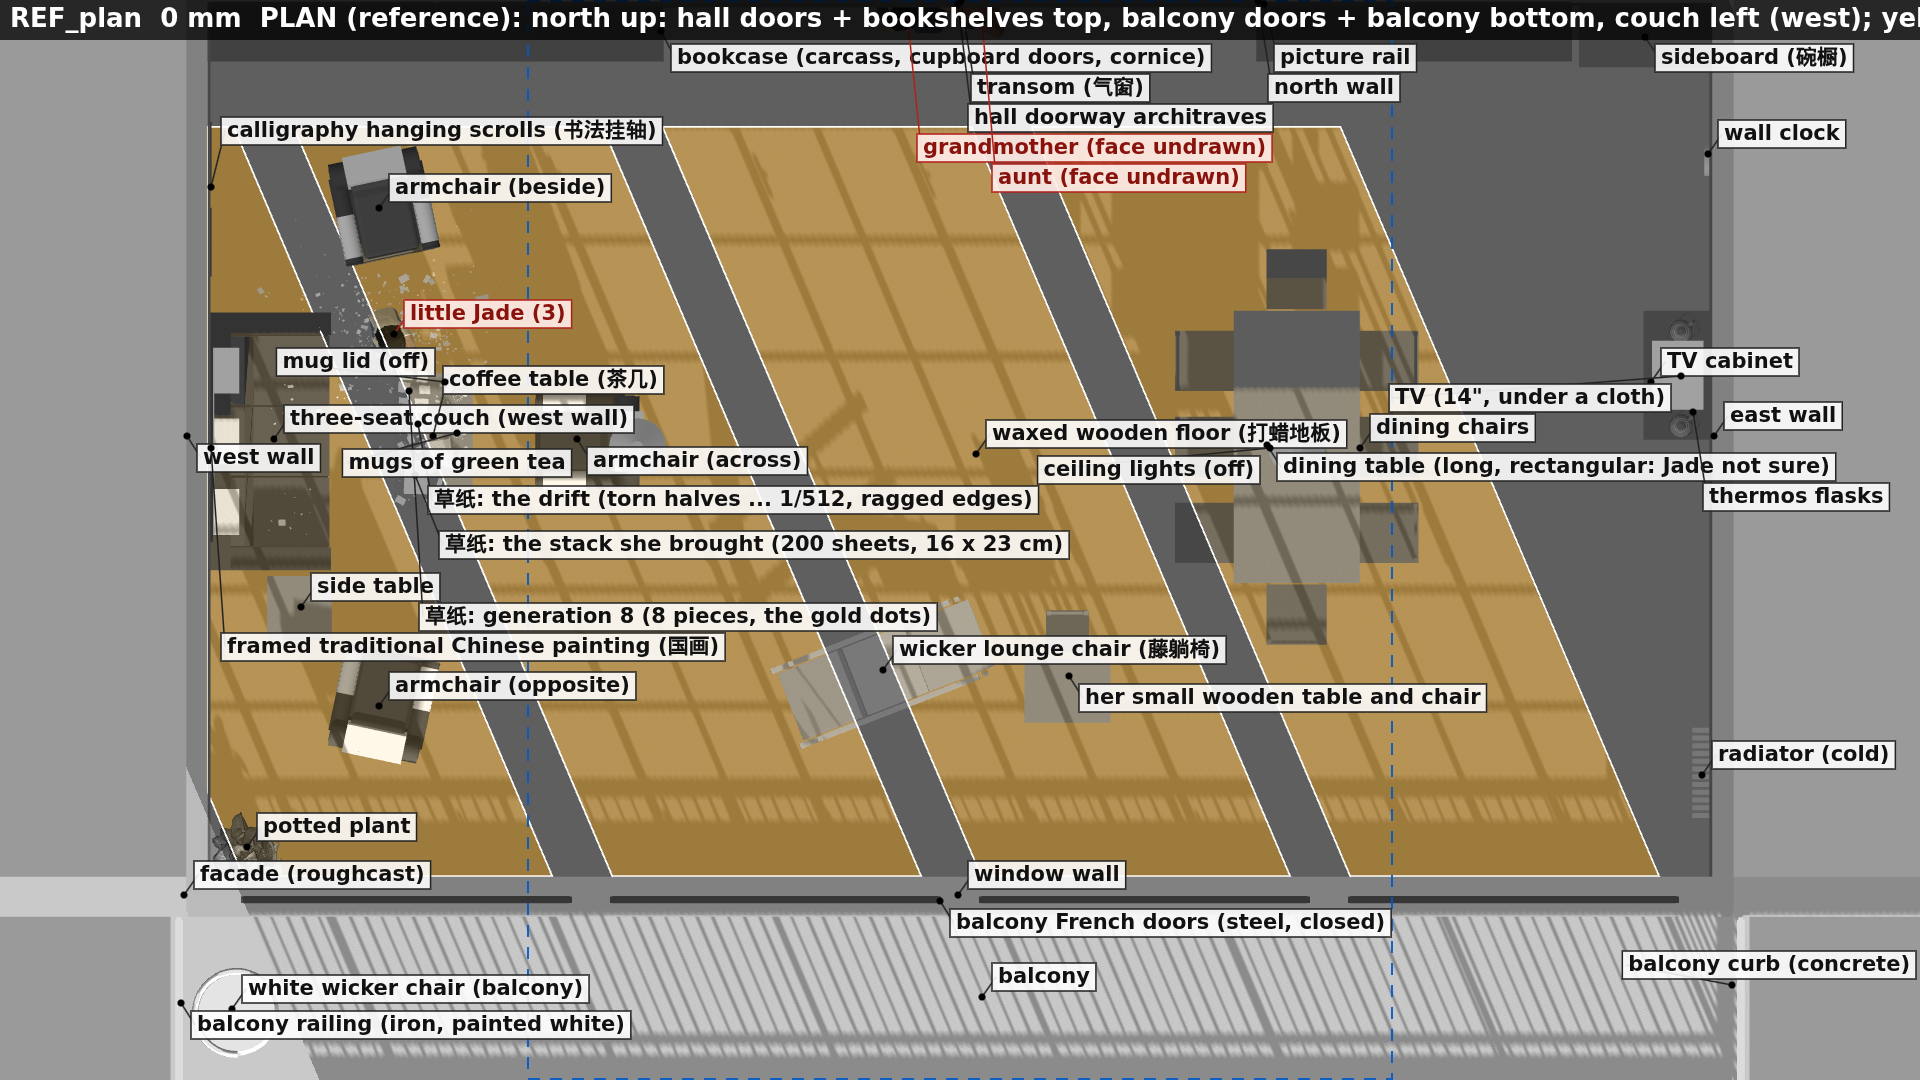 REF_plan  0 mm  PLAN (reference): north up: hall doors + bookshelves top, balcony doors + balcony bottom, couch left (west); yel
bookcase (carcass, cupboard doors, cornice)
picture rail
sideboard (碗橱)
transom (气窗)
north wall
hall doorway architraves
calligraphy hanging scrolls (书法挂轴)
wall clock
grandmother (face undrawn)
aunt (face undrawn)
armchair (beside)
little Jade (3)
mug lid (off)
coffee table (茶几)
TV cabinet
TV (14", under a cloth)
three-seat couch (west wall)
east wall
waxed wooden floor (打蜡地板)
dining chairs
west wall
mugs of green tea
armchair (across)
ceiling lights (off)
dining table (long, rectangular: Jade not sure)
草纸: the drift (torn halves ... 1/512, ragged edges)
thermos flasks
草纸: the stack she brought (200 sheets, 16 x 23 cm)
side table
草纸: generation 8 (8 pieces, the gold dots)
framed traditional Chinese painting (国画)
wicker lounge chair (藤躺椅)
armchair (opposite)
her small wooden table and chair
radiator (cold)
potted plant
facade (roughcast)
window wall
balcony French doors (steel, closed)
balcony curb (concrete)
balcony
white wicker chair (balcony)
balcony railing (iron, painted white)